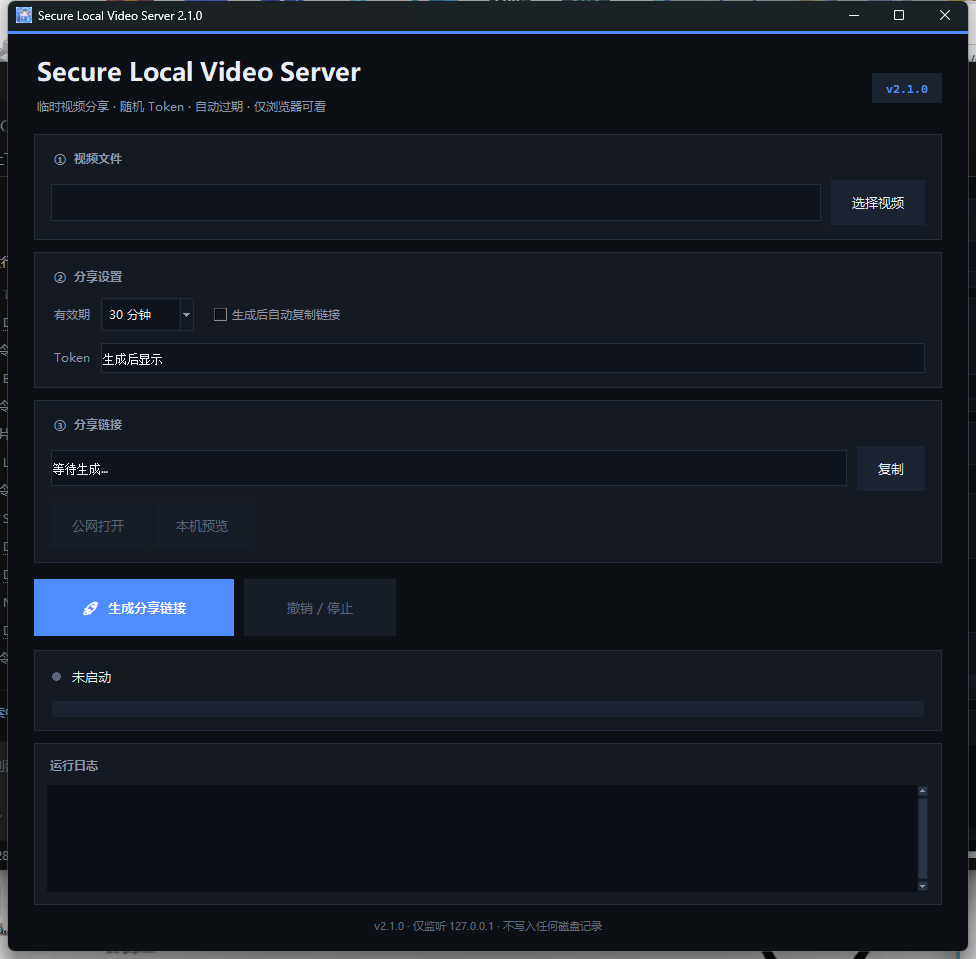 Secure Local Video Server 2.1.0
Secure Local Video Server
v2.1.0
临时视频分享 · 随机 Token · 自动过期 · 仅浏览器可看
① 视频文件
选择视频
② 分享设置
有效期 30 分钟 生成后自动复制链接
Token 生成后显示
③ 分享链接
等待生成… 复制
公网打开 本机预览
生成分享链接 撤销 / 停止
未启动
运行日志
v2.1.0 · 仅监听 127.0.0.1 · 不写入任何磁盘记录